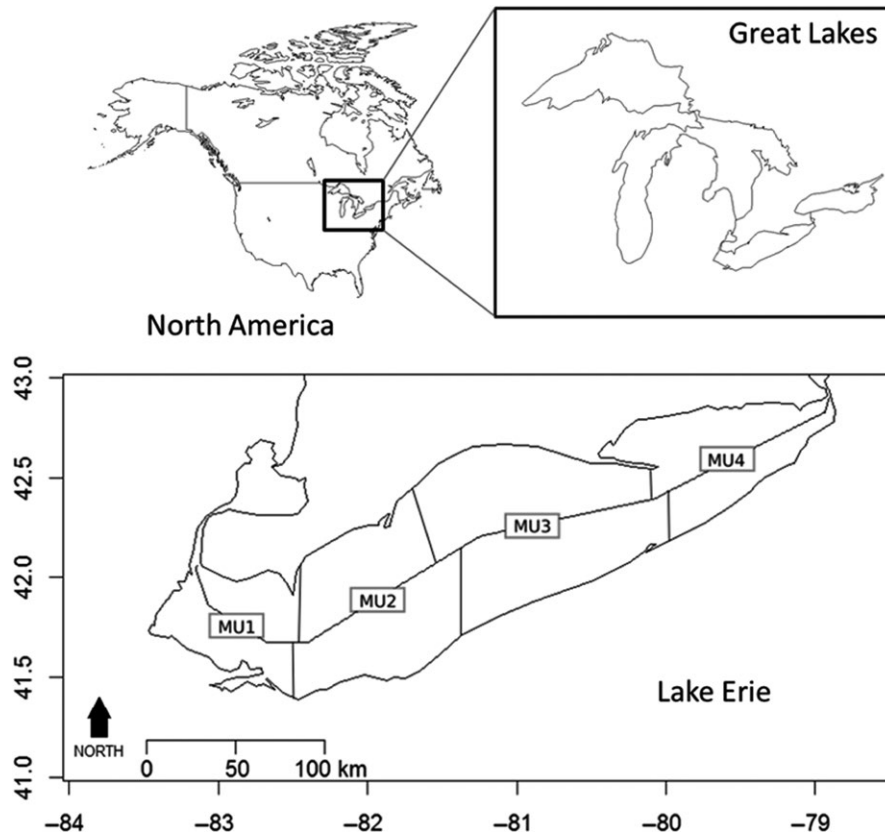 Great Lakes
North America
43.0
42.5
42.0
41.5
41.0
MU4
MU3
MU2
MU1
Lake Erie
NORTH
0 50 100 km
−84 −83 −82 −81 −80 −79